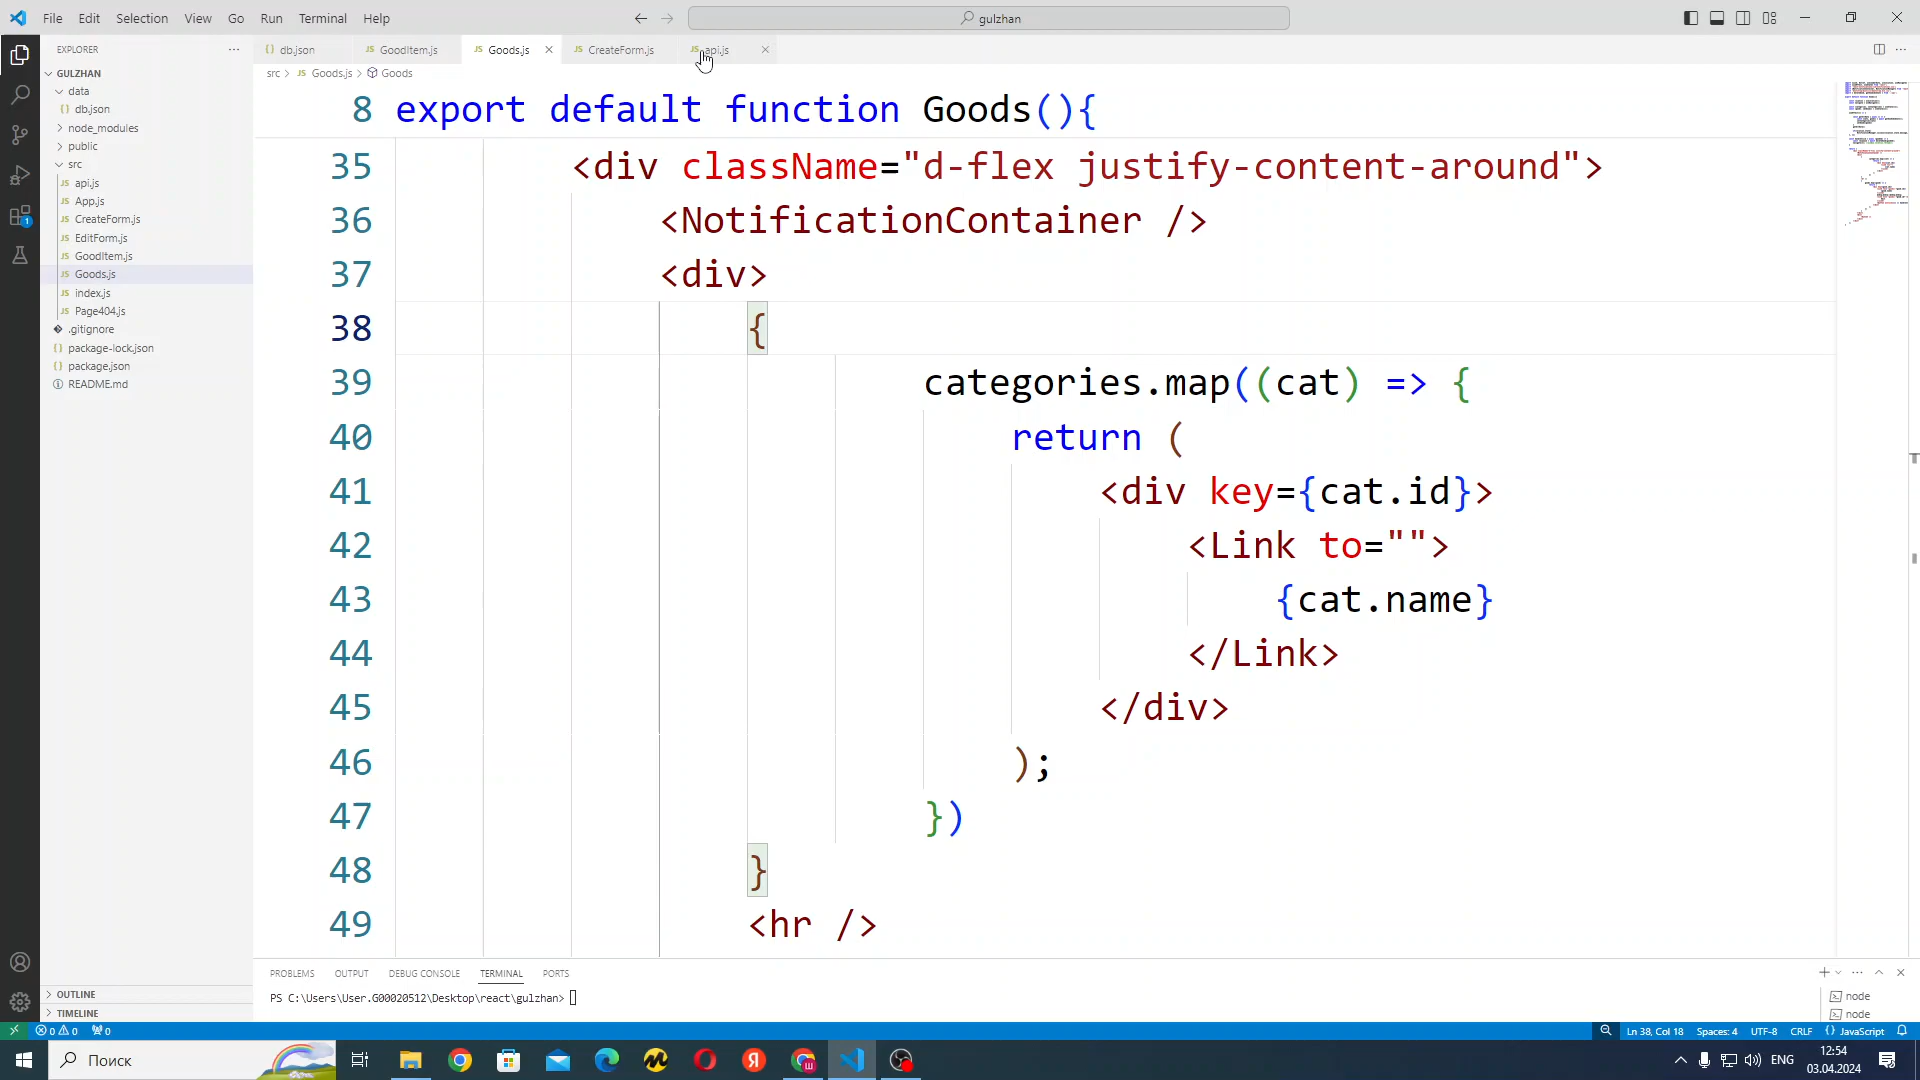 File Edit Selection View Go Run Terminal Help
gulzhan
EXPLORER
GULZHAN
data
db.json
node_modules
public
src
api.js
App.js
CreateForm.js
EditForm.js
GoodItem.js
Goods.js
index.js
Page404.js
.gitignore
package-lock.json
package.json
README.md
OUTLINE
TIMELINE
db.json GoodItem.js Goods.js CreateForm.js api.js
src > Goods.js > Goods
8 export default function Goods(){
35 <div className="d-flex justify-content-around">
36 <NotificationContainer />
37 <div>
38 {
39 categories.map((cat) => {
40 return (
41 <div key={cat.id}>
42 <Link to="">
43 {cat.name}
44 </Link>
45 </div>
46 );
47 })
48 }
49 <hr />
PROBLEMS OUTPUT DEBUG CONSOLE TERMINAL PORTS
PS C:\Users\User.G00020512\Desktop\react\gulzhan>
node
node
0 0 0 Ln 38, Col 18 Spaces: 4 UTF-8 CRLF {} JavaScript
Поиск
ENG
12:54
03.04.2024